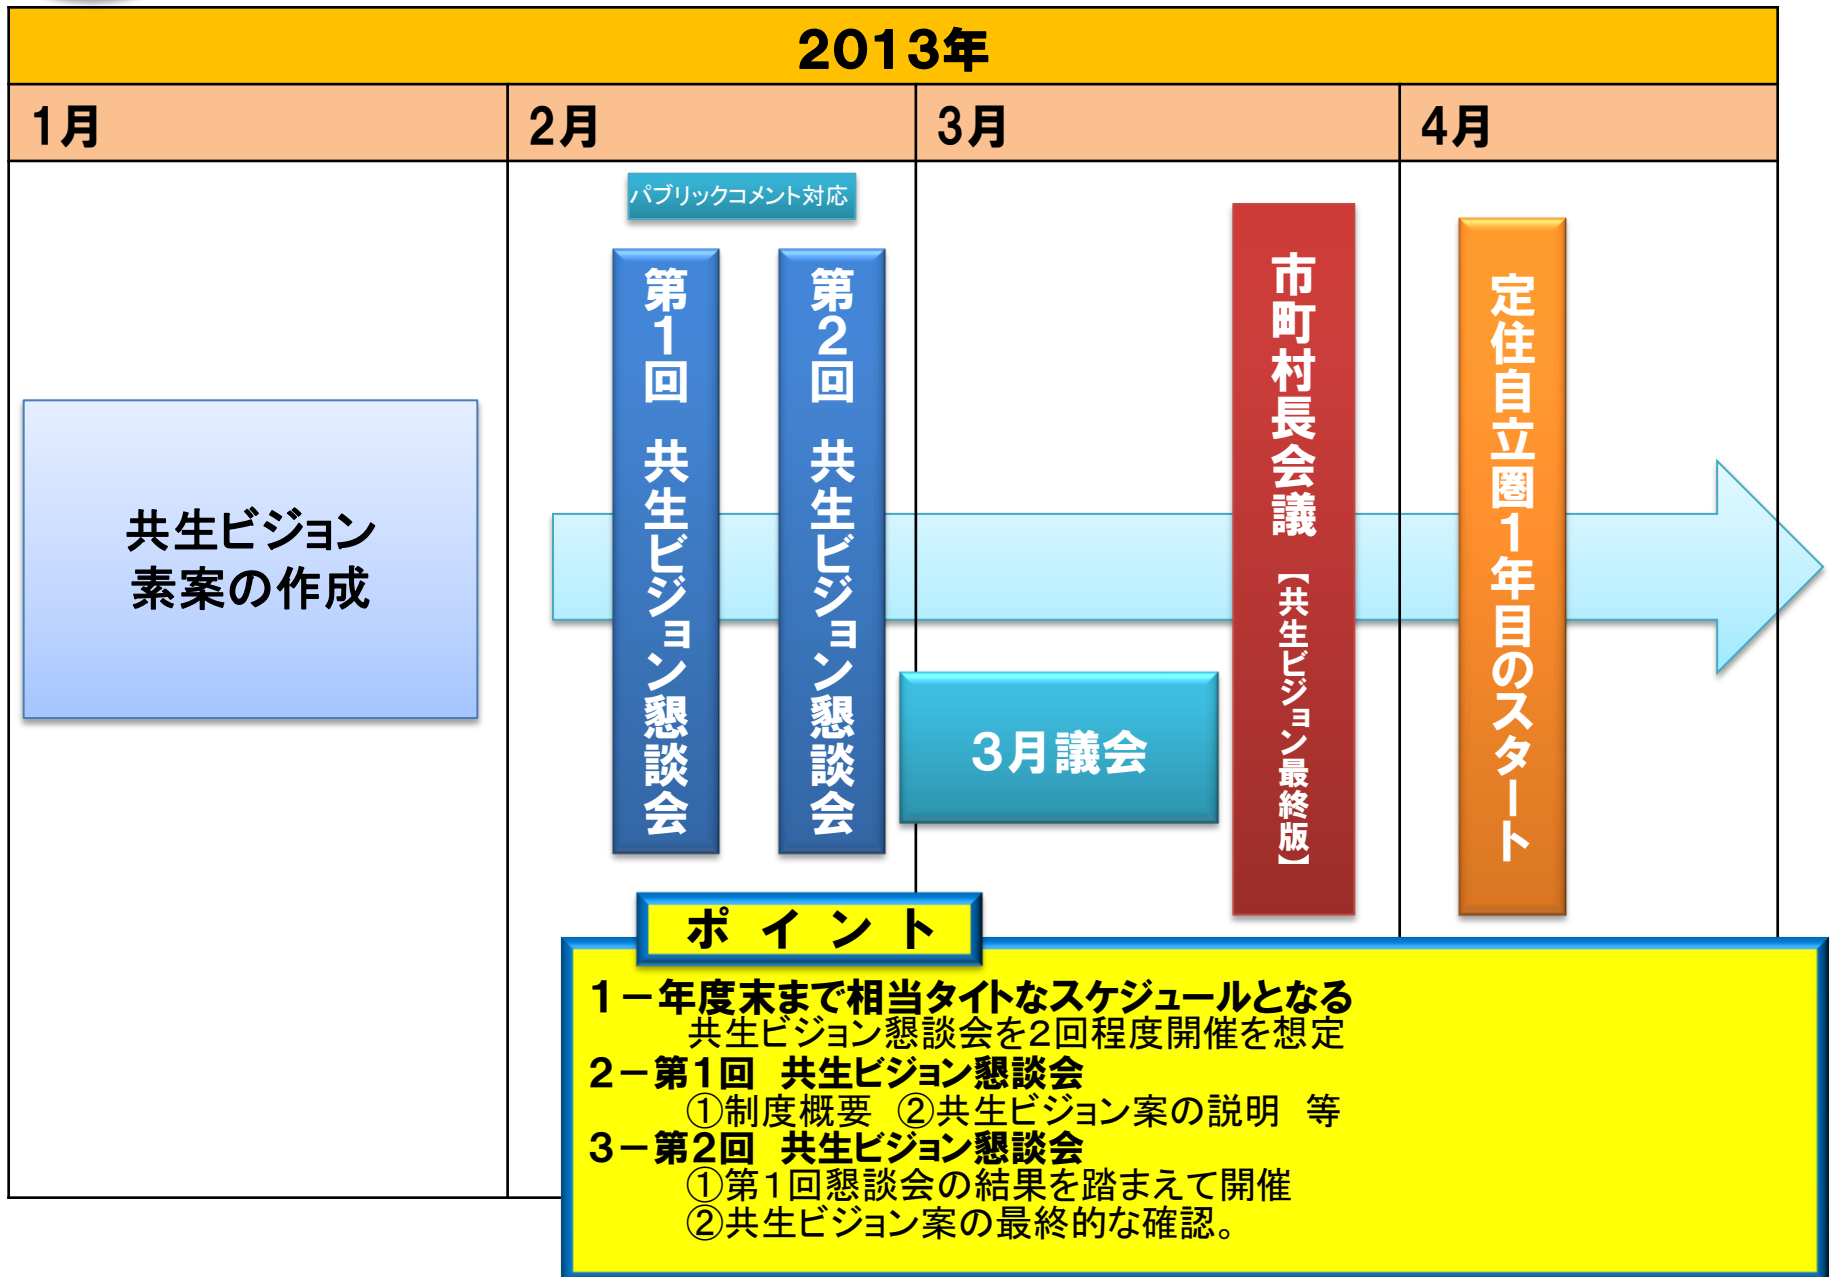 2013年
1月
2月
3月
4月
共生ビジョン
素案の作成
パブリックコメント対応
第1回 共生ビジョン懇談会
第2回 共生ビジョン懇談会
3月議会
市町村長会議 【共生ビジョン最終版】
定住自立圏1年目のスタート
ポイント
1－年度末まで相当タイトなスケジュールとなる
共生ビジョン懇談会を2回程度開催を想定
2－第1回 共生ビジョン懇談会
①制度概要 ②共生ビジョン案の説明 等
3－第2回 共生ビジョン懇談会
①第1回懇談会の結果を踏まえて開催
②共生ビジョン案の最終的な確認。